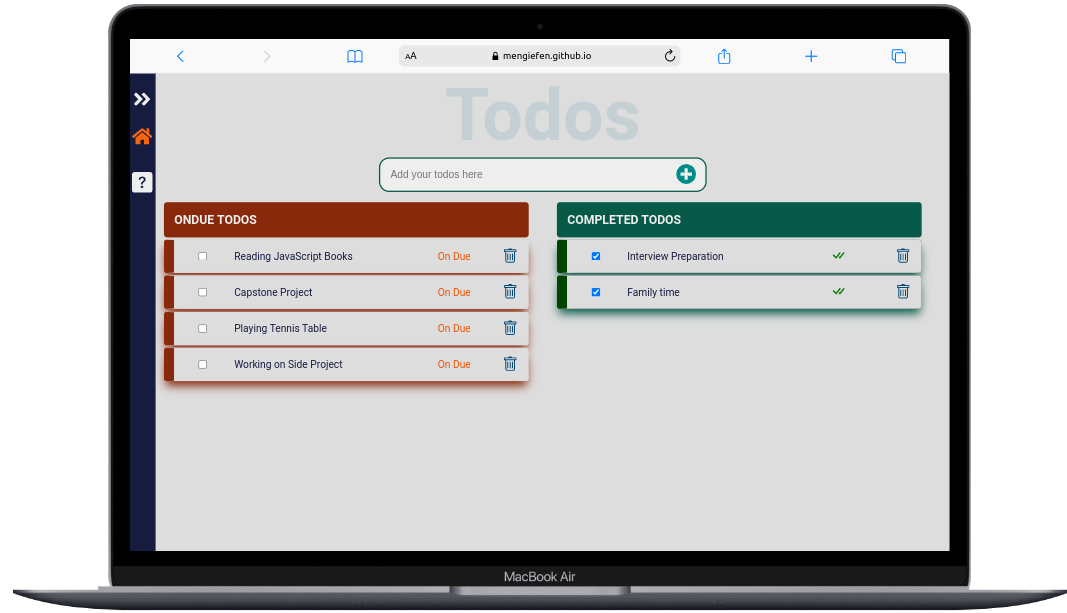 AA mengiefen.github.io
Todos
?
Add your todos here
ONDUE TODOS
Reading JavaScript Books On Due
Capstone Project On Due
Playing Tennis Table On Due
Working on Side Project On Due
COMPLETED TODOS
Interview Preparation
Family time
MacBook Air